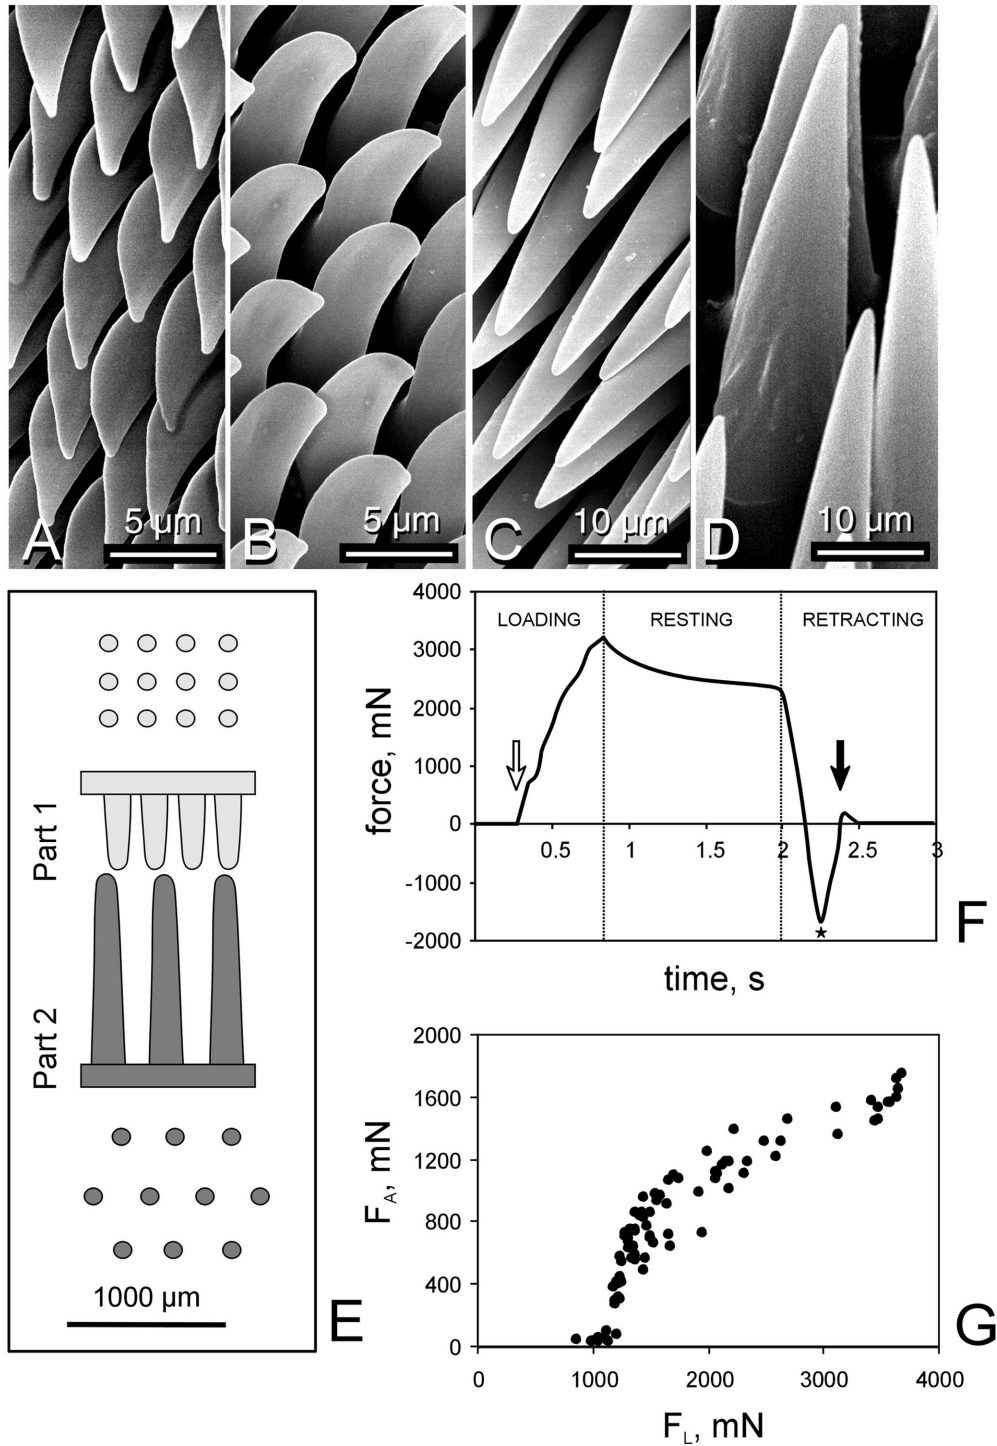 A 5 µm
B 5 µm
C 10 µm
D 10 µm
Part 1
Part 2
1000 µm
E
4000
3000
2000
1000
0
-1000
-2000
force, mN
LOADING RESTING RETRACTING
0.5 1 1.5 2 2.5 3
★
time, s
F
2000
1600
1200
800
400
0
F_A, mN
0 1000 2000 3000 4000
F_L, mN
G